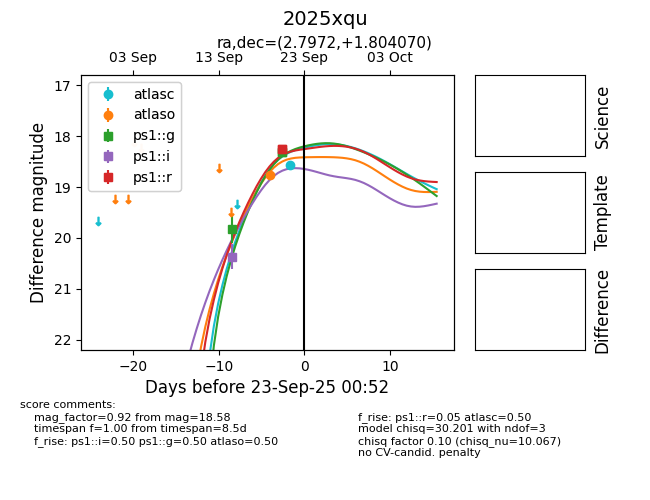 2025xqu
ra,dec=(2.7972,+1.804070)
03 Sep 13 Sep 23 Sep 03 Oct
17
18
19
20
21
22
Difference magnitude
atlasc
atlaso
ps1::g
ps1::i
ps1::r
−20 −10 0 10
Days before 23-Sep-25 00:52
Science
Template
Difference
score comments:
mag_factor=0.92 from mag=18.58
timespan f=1.00 from timespan=8.5d
f_rise: ps1::i=0.50 ps1::g=0.50 atlaso=0.50
f_rise: ps1::r=0.05 atlasc=0.50
model chisq=30.201 with ndof=3
chisq factor 0.10 (chisq_nu=10.067)
no CV-candid. penalty